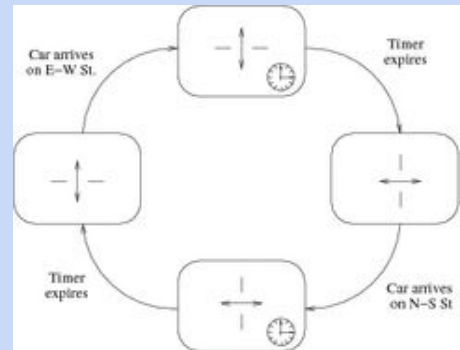 Car arrives
on E-W St.
Timer
expires
Timer
expires
Car arrives
on N-S St